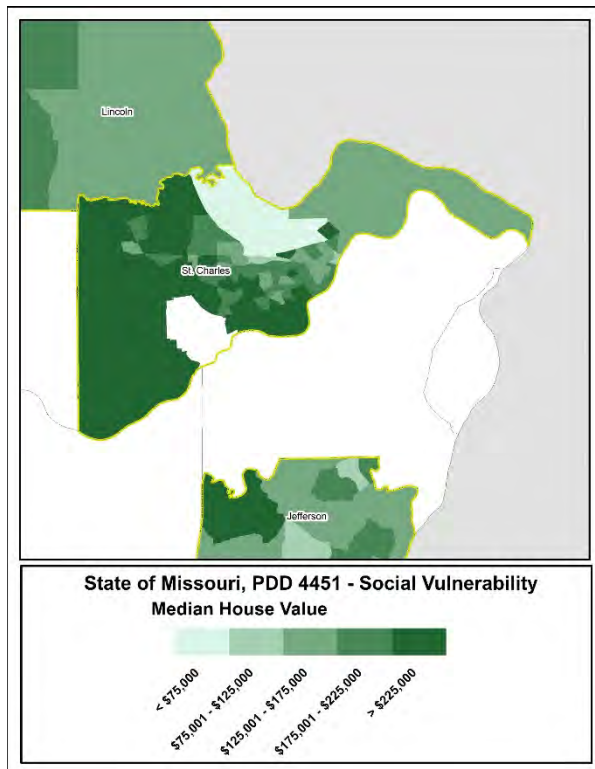 Lincoln
St. Charles
Jefferson
State of Missouri, PDD 4451 - Social Vulnerability
Median House Value
< $75,000
$75,001 - $125,000
$125,001 - $175,000
$175,001 - $225,000
> $225,000